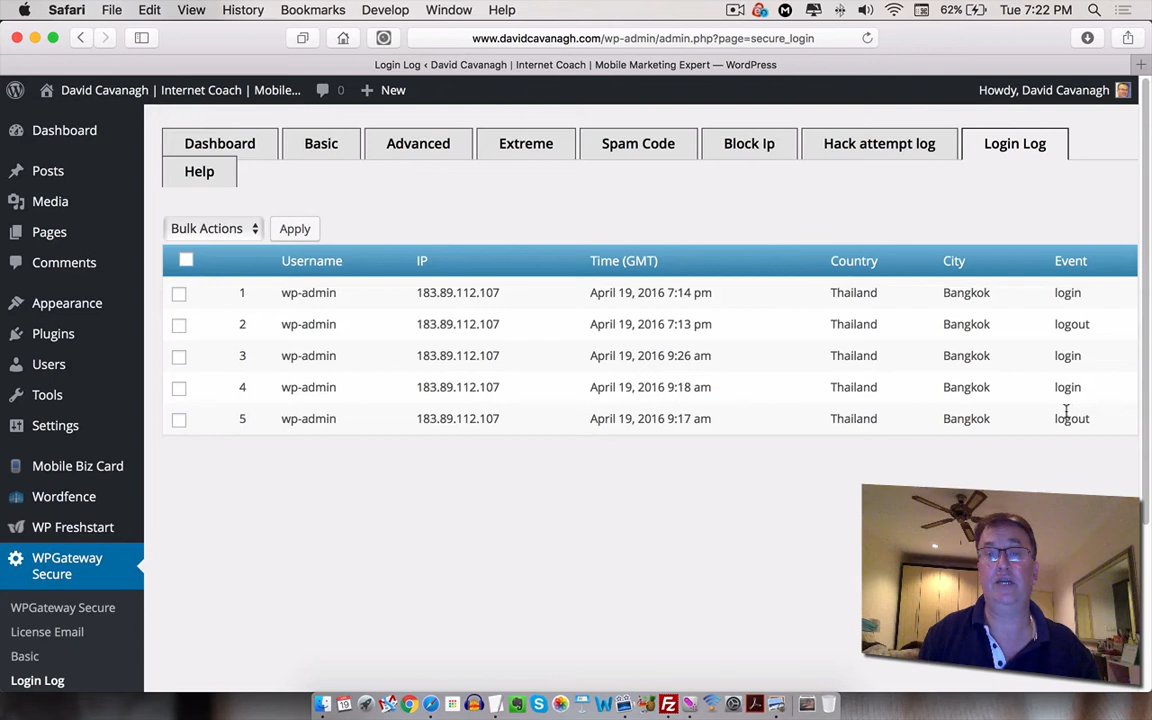 Safari File Edit View History Bookmarks Develop Window Help 62% Tue 7:22 PM
www.davidcavanagh.com/wp-admin/admin.php?page=secure_login
Login Log ‹ David Cavanagh | Internet Coach | Mobile Marketing Expert — WordPress
David Cavanagh | Internet Coach | Mobile... 0 New Howdy, David Cavanagh
Dashboard
Posts
Media
Pages
Comments
Appearance
Plugins
Users
Tools
Settings
Mobile Biz Card
Wordfence
WP Freshstart
WPGateway
Secure
WPGateway Secure
License Email
Basic
Login Log
Dashboard Basic Advanced Extreme Spam Code Block Ip Hack attempt log Login Log
Help
Bulk Actions Apply
Username IP Time (GMT) Country City Event
1 wp-admin 183.89.112.107 April 19, 2016 7:14 pm Thailand Bangkok login
2 wp-admin 183.89.112.107 April 19, 2016 7:13 pm Thailand Bangkok logout
3 wp-admin 183.89.112.107 April 19, 2016 9:26 am Thailand Bangkok login
4 wp-admin 183.89.112.107 April 19, 2016 9:18 am Thailand Bangkok login
5 wp-admin 183.89.112.107 April 19, 2016 9:17 am Thailand Bangkok logout